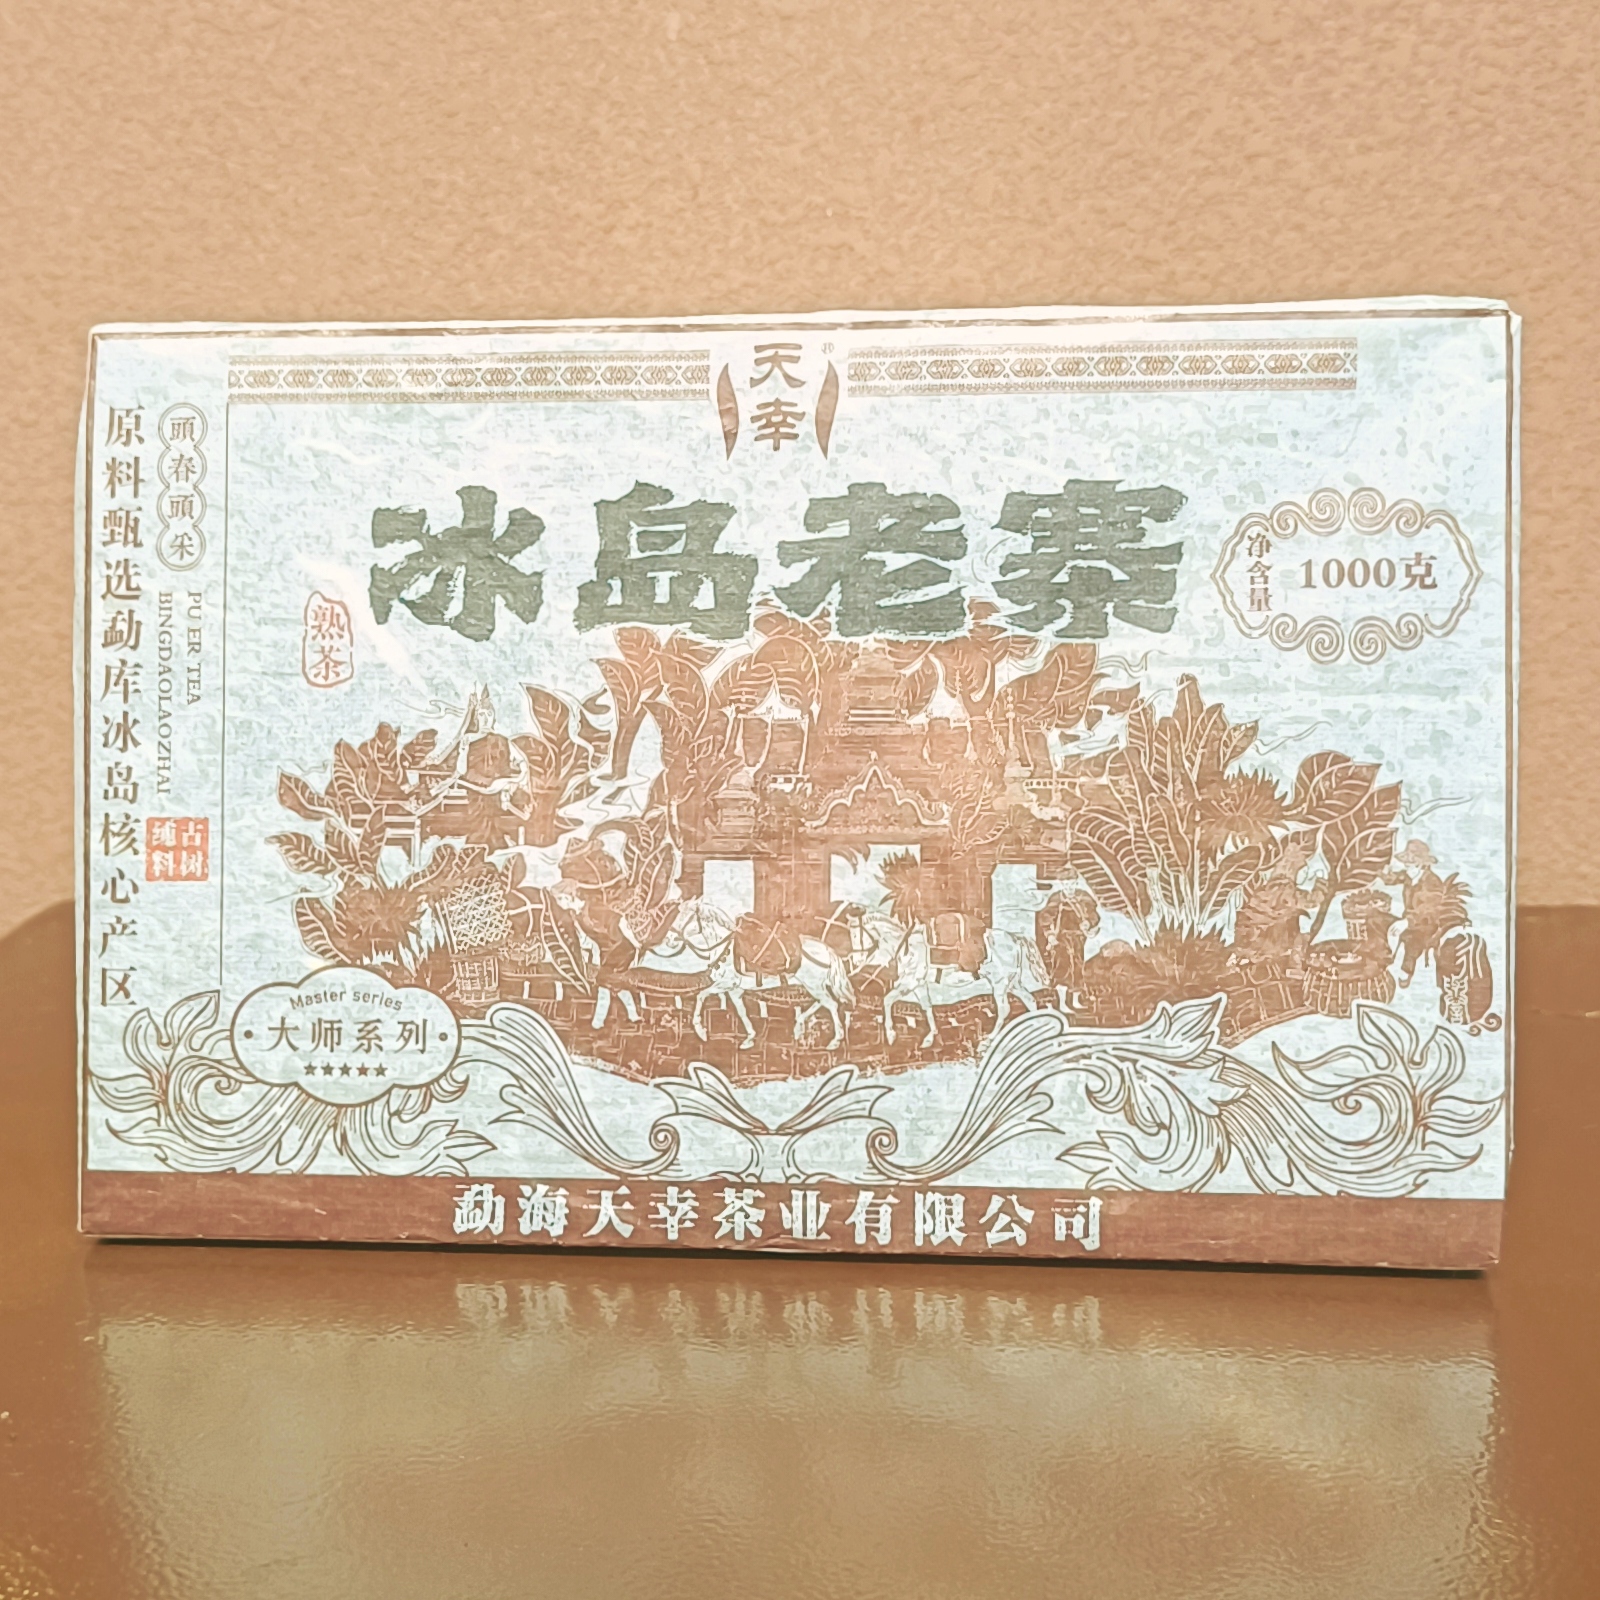 天幸
冰岛老寨
熟茶
净含量
1000克
原料甄选勐库冰岛核心产区
頭春頭采
PU ER TEA
BINGDAOLAOZHAI
古树
纯料
Master series
大师系列
勐海天幸茶业有限公司